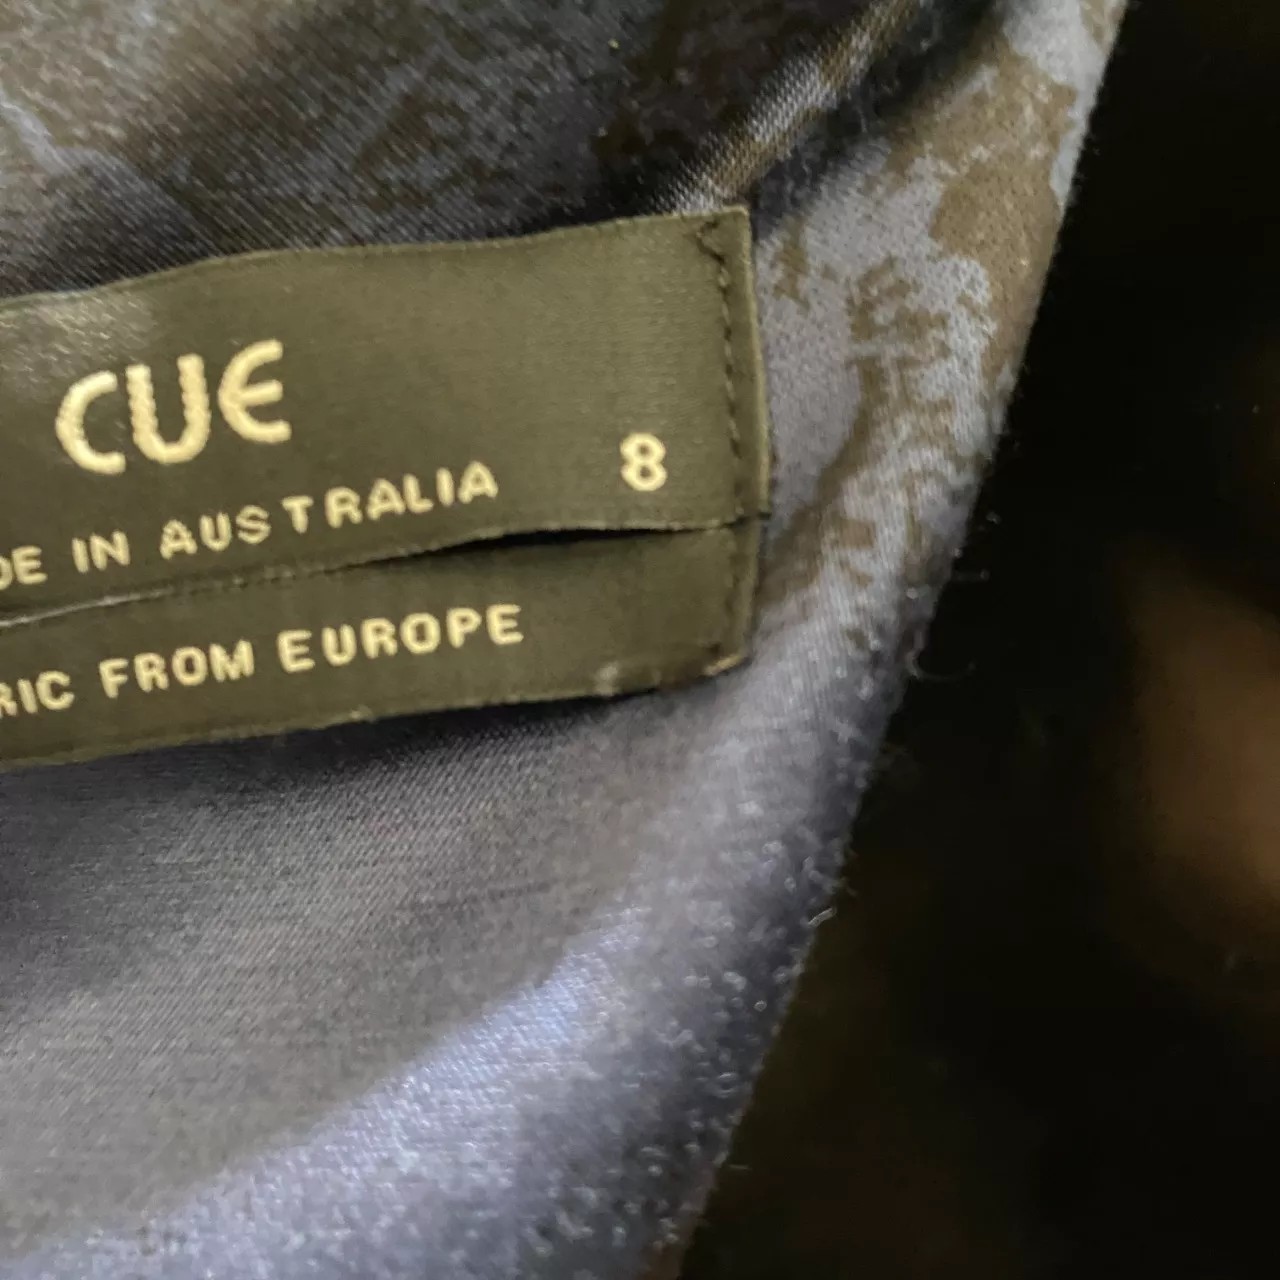 CUE
8
DE IN AUSTRALIA
RIC FROM EUROPE